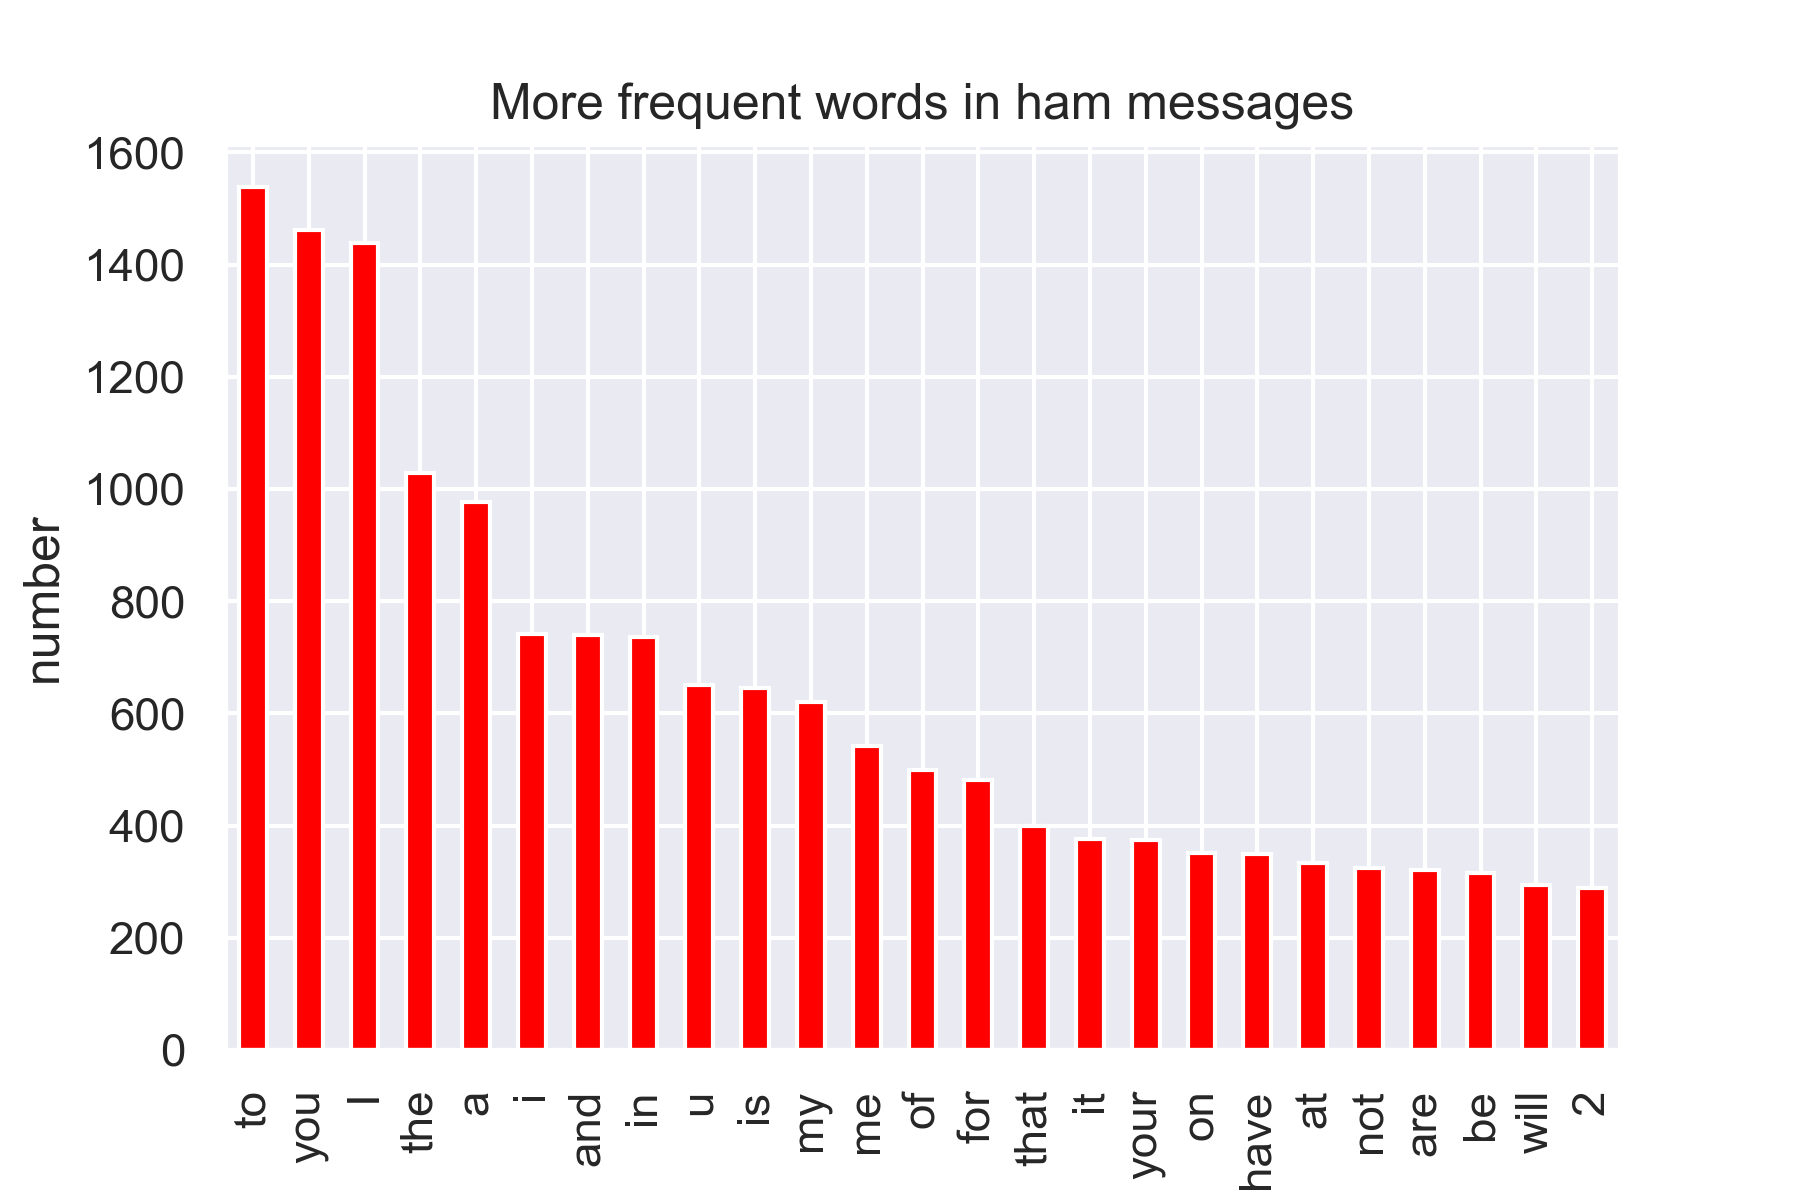 More frequent words in ham messages
1600
1400
1200
1000
800
600
400
200
0
number
to
you
I
the
a
i
and
in
u
is
my
me
of
for
that
it
your
on
have
at
not
are
be
will
2